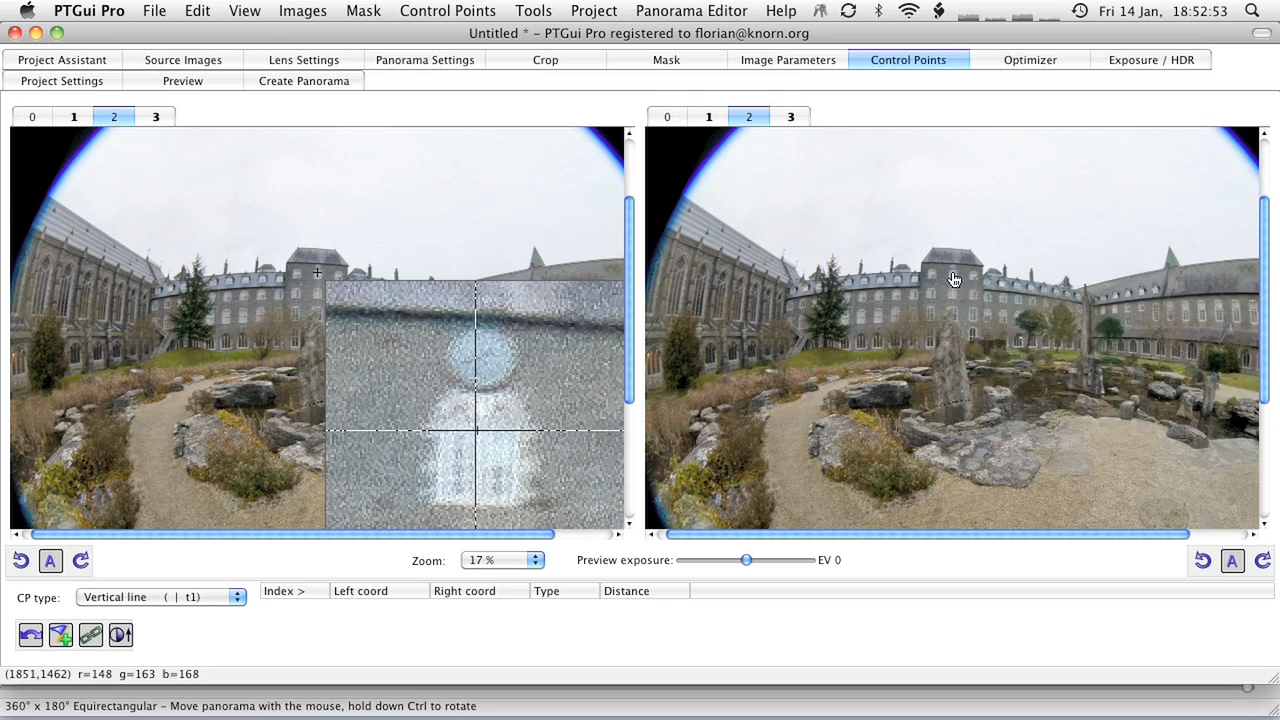 PTGui Pro File Edit View Images Mask Control Points Tools Project Panorama Editor Help Fri 14 Jan, 18:52:53
Untitled * - PTGui Pro registered to florian@knorn.org
Project Assistant Source Images Lens Settings Panorama Settings Crop Mask Image Parameters Control Points Optimizer Exposure / HDR
Project Settings Preview Create Panorama
0 1 2 3 0 1 2 3
Zoom: 17 % Preview exposure: EV 0
A A
CP type: Vertical line ( | t1) Index > Left coord Right coord Type Distance
(1851,1462) r=148 g=163 b=168
360° x 180° Equirectangular - Move panorama with the mouse, hold down Ctrl to rotate